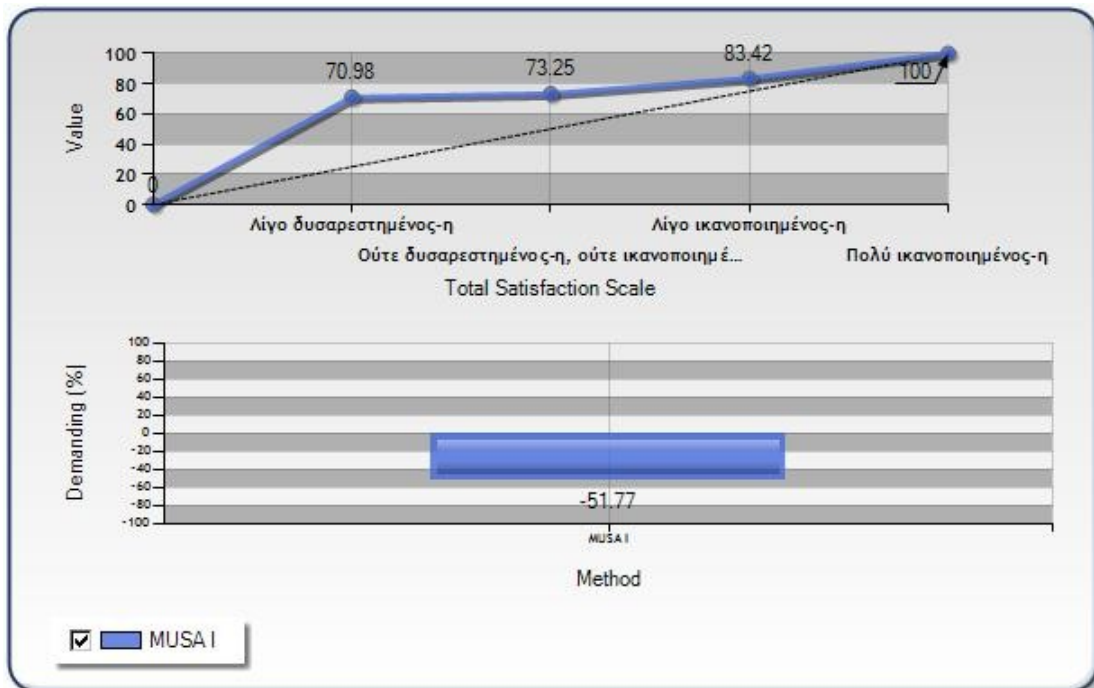 100
80
60
40
20
0
Value
0
70.98
73.25
83.42
100
Λίγο δυσαρεστημένος-η
Λίγο ικανοποιημένος-η
Ούτε δυσαρεστημένος-η, ούτε ικανοποιημέ...
Πολύ ικανοποιημένος-η
Total Satisfaction Scale
100
80
60
40
20
0
-20
-40
-60
-80
-100
Demanding (%)
-51.77
MUSA I
Method
MUSA I